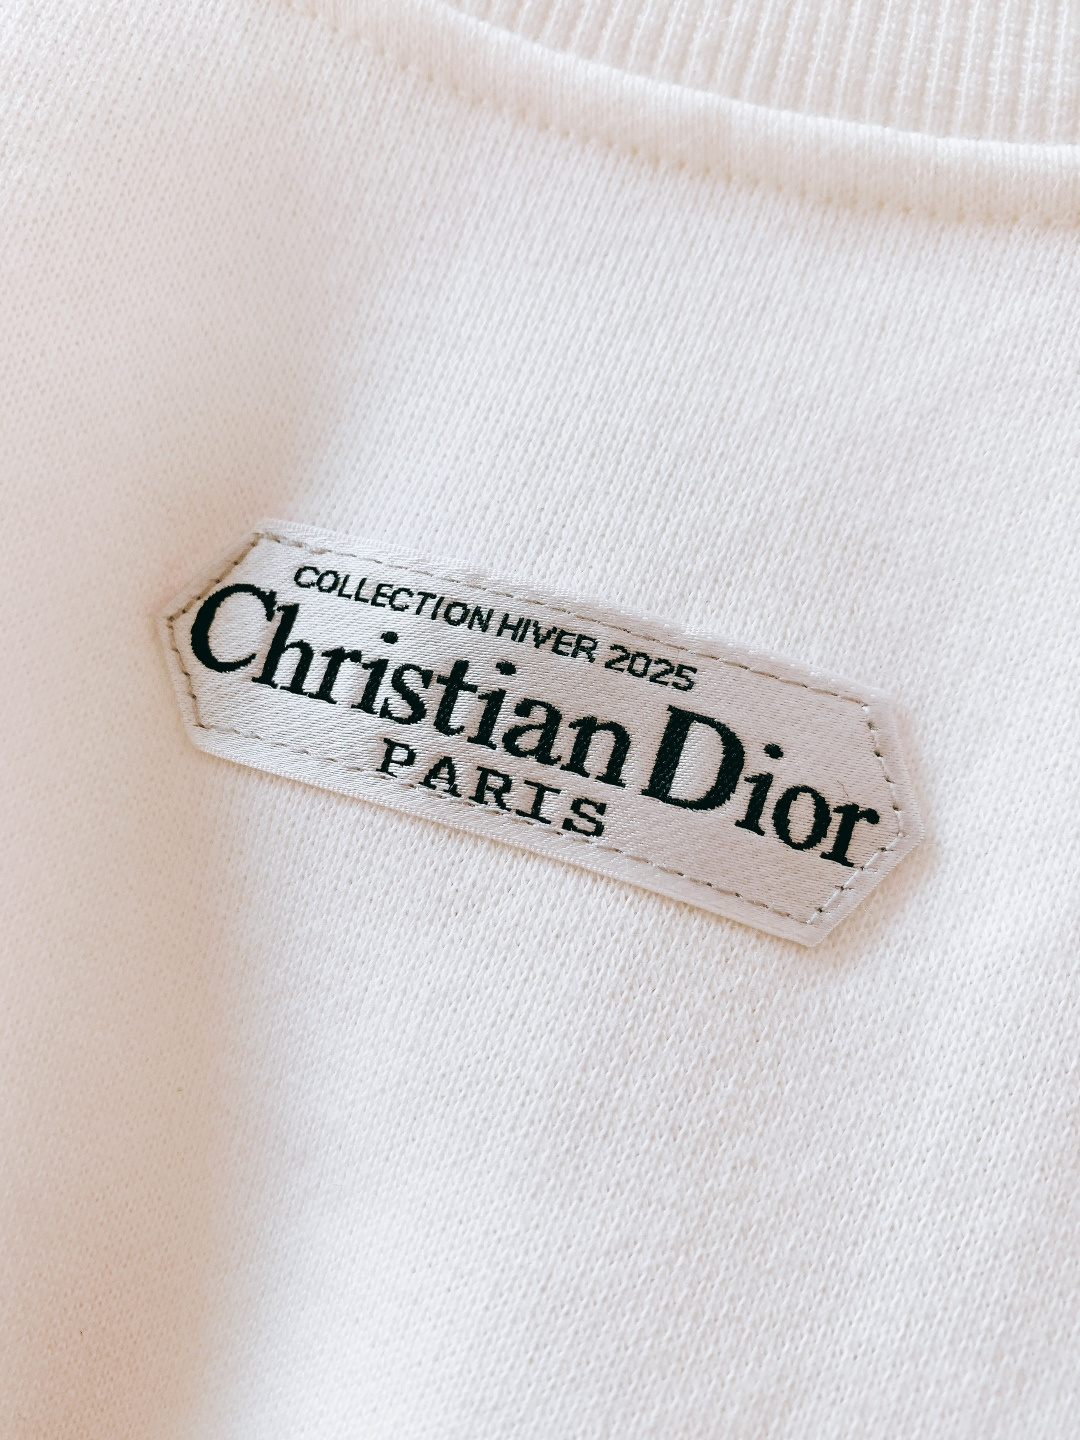 COLLECTION HIVER 2025
Christian Dior
PARIS